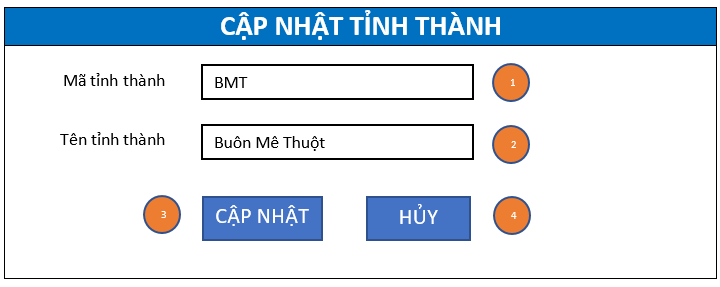 CẬP NHẬT TỈNH THÀNH
Mã tỉnh thành BMT 1
Tên tỉnh thành Buôn Mê Thuột 2
3 CẬP NHẬT HỦY 4